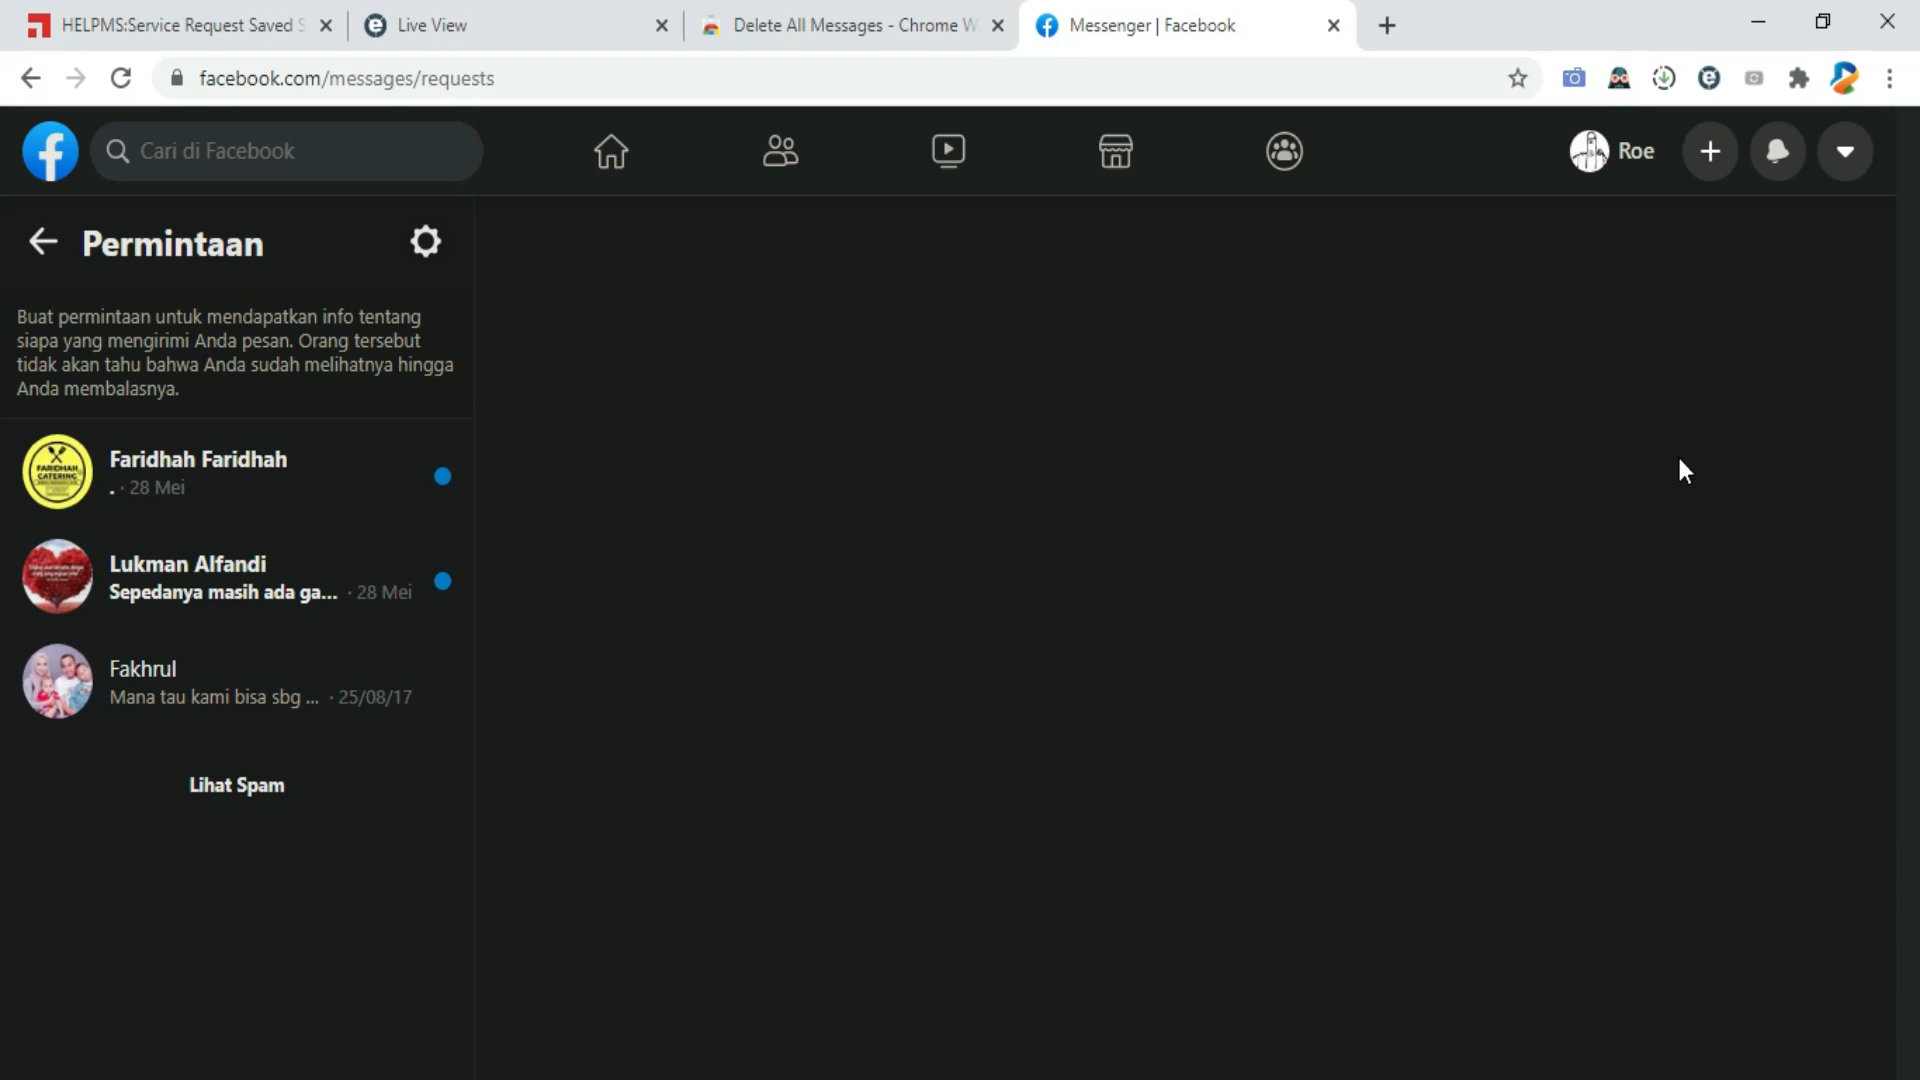 HELPMS:Service Request Saved S
Live View
Delete All Messages - Chrome W
Messenger | Facebook
facebook.com/messages/requests
Cari di Facebook
Roe
Permintaan
Buat permintaan untuk mendapatkan info tentang
siapa yang mengirimi Anda pesan. Orang tersebut
tidak akan tahu bahwa Anda sudah melihatnya hingga
Anda membalasnya.
FARIDHAH
CATERING
Faridhah Faridhah
. · 28 Mei
Lukman Alfandi
Sepedanya masih ada ga... · 28 Mei
Fakhrul
Mana tau kami bisa sbg ... · 25/08/17
Lihat Spam